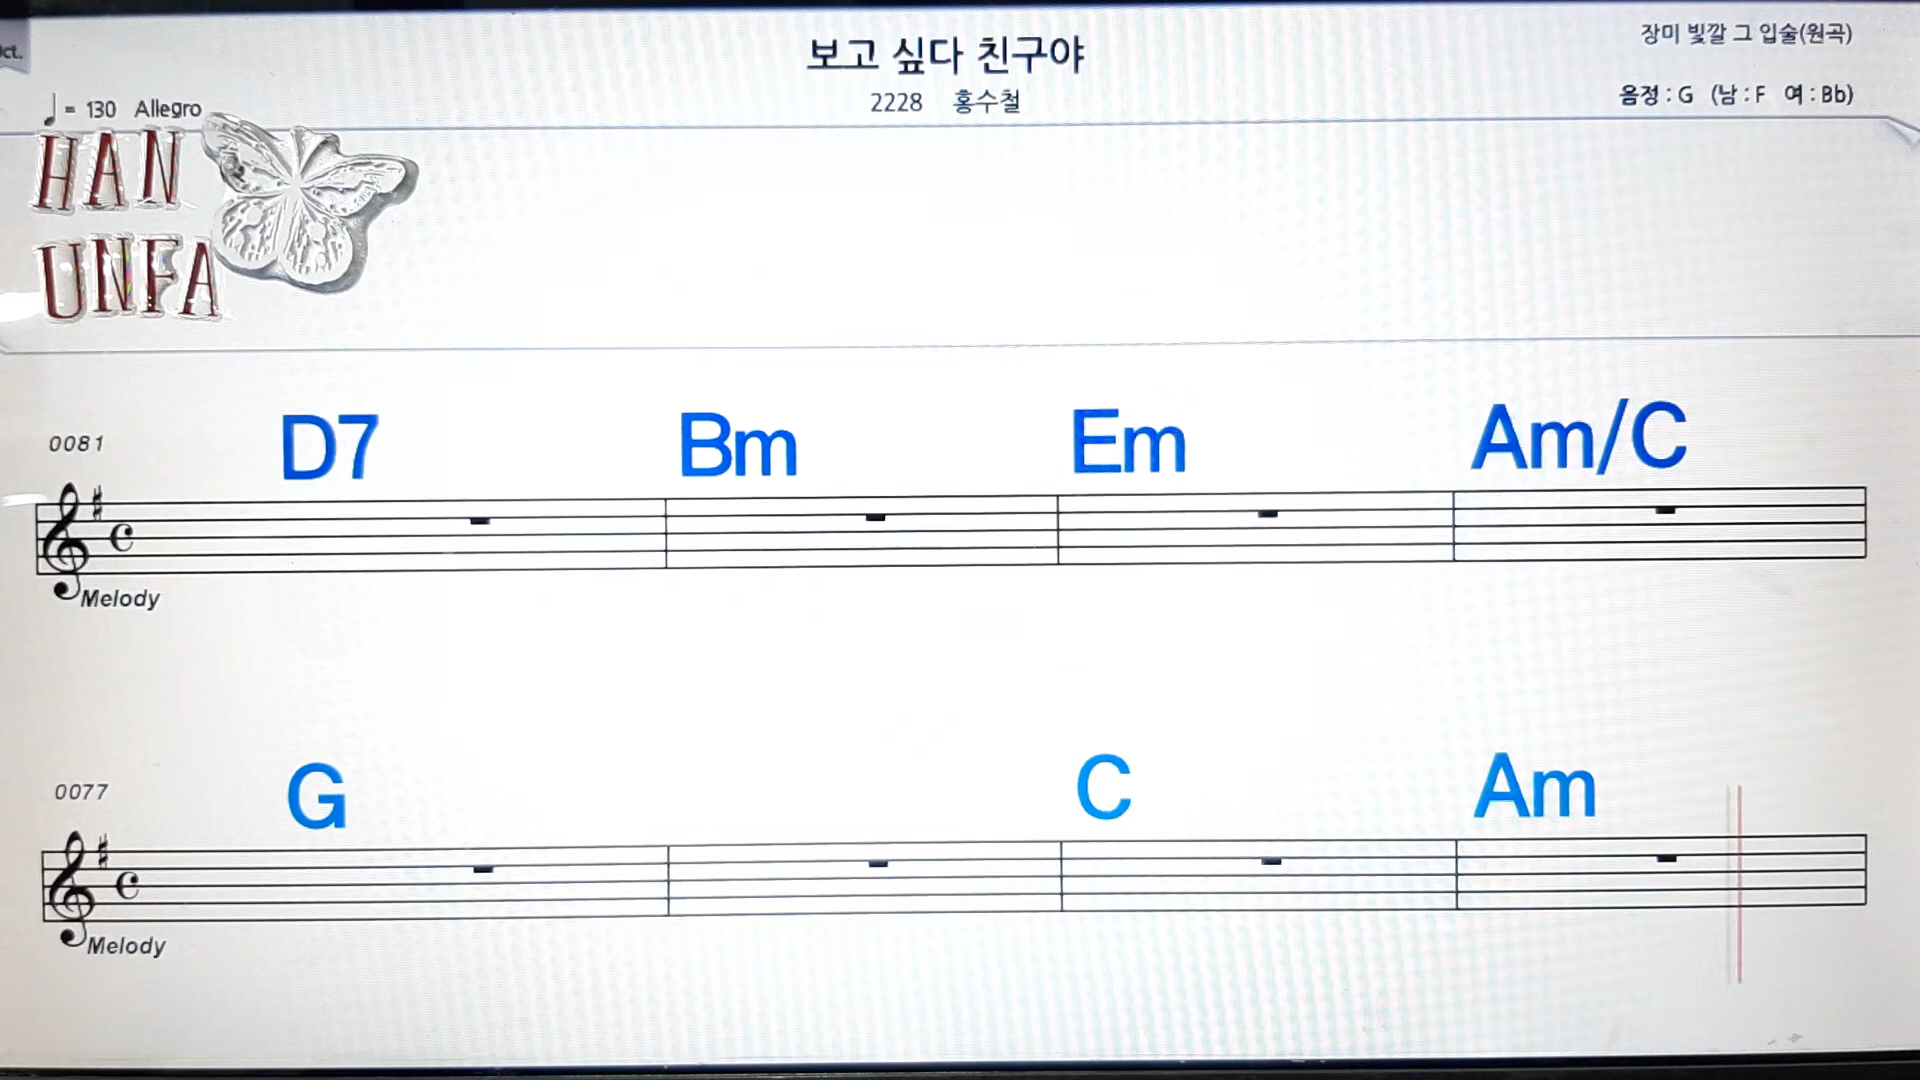 ct.
보고 싶다 친구야
장미 빛깔 그 입술(원곡)
= 130 Allegro
2228 홍수철
음정 : G (남 : F 여 : Bb)
HAN
UNFA
0081
D7 Bm Em Am/C
Melody
0077
G C Am
Melody